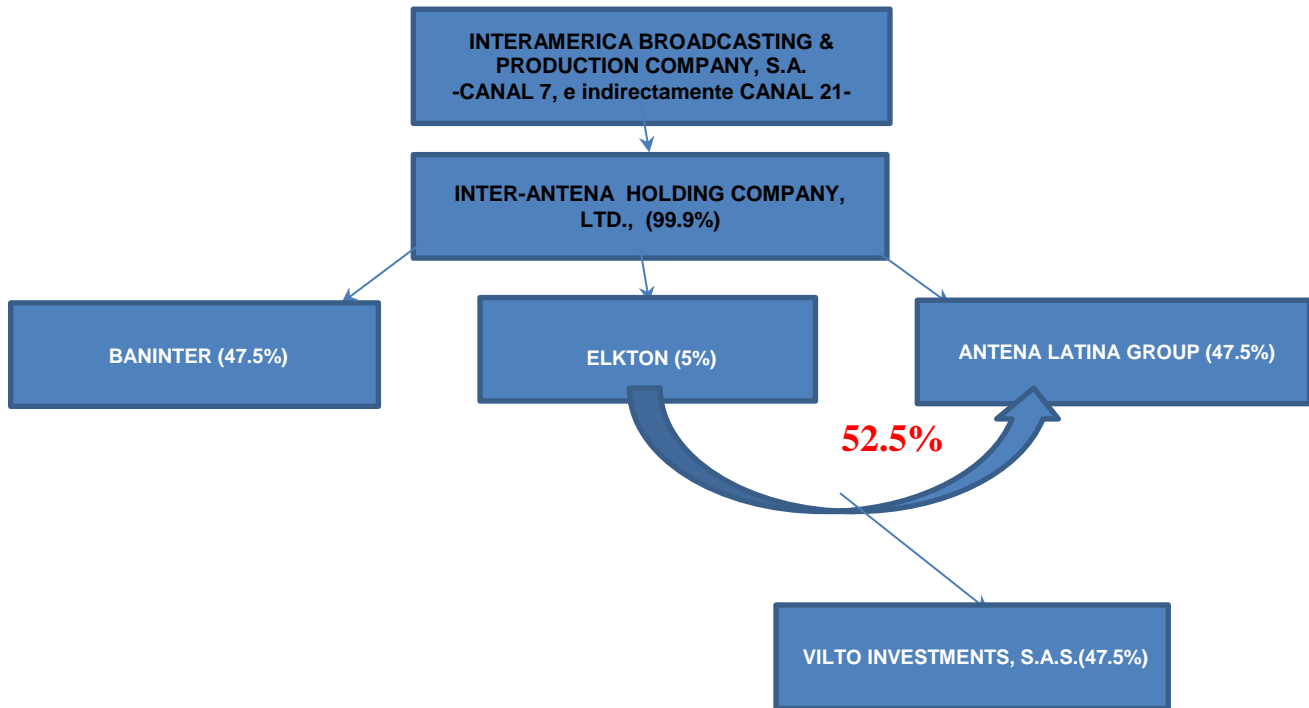 INTERAMERICA BROADCASTING &
PRODUCTION COMPANY, S.A.
-CANAL 7, e indirectamente CANAL 21-
INTER-ANTENA HOLDING COMPANY,
LTD., (99.9%)
BANINTER (47.5%)
ELKTON (5%)
ANTENA LATINA GROUP (47.5%)
52.5%
VILTO INVESTMENTS, S.A.S.(47.5%)